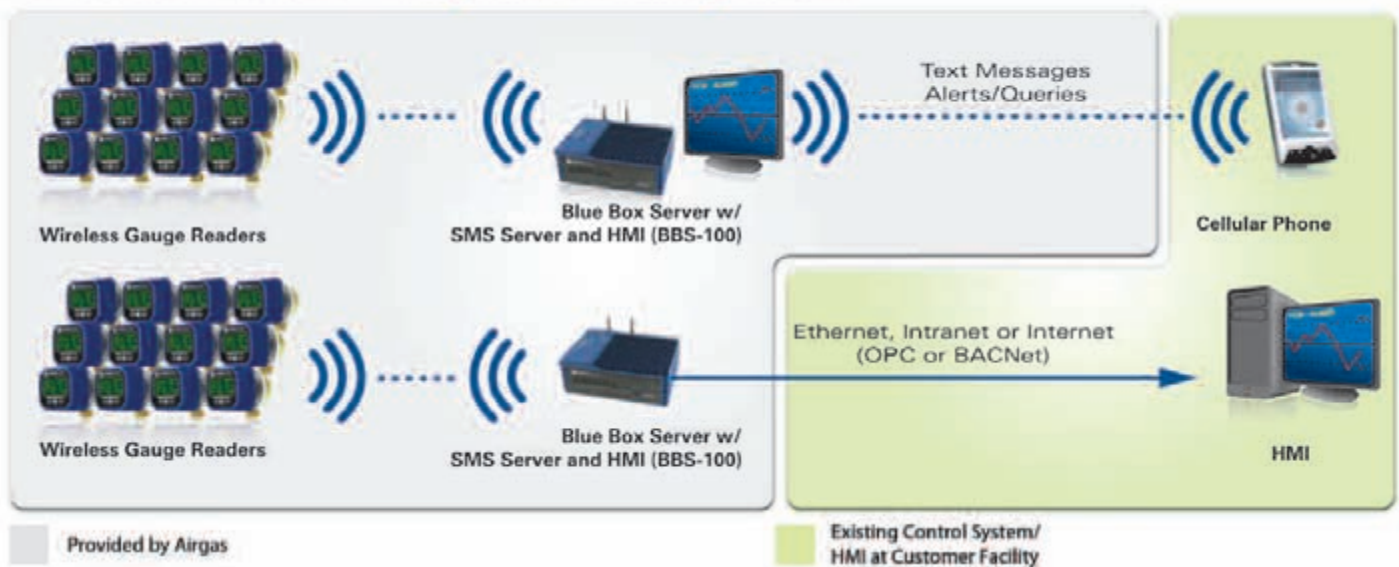 Text Messages
Alerts/Queries
Wireless Gauge Readers
Blue Box Server w/
SMS Server and HMI (BBS-100)
Cellular Phone
Ethernet, Intranet or Internet
(OPC or BACNet)
Wireless Gauge Readers
Blue Box Server w/
SMS Server and HMI (BBS-100)
HMI
Provided by Airgas
Existing Control System/
HMI at Customer Facility